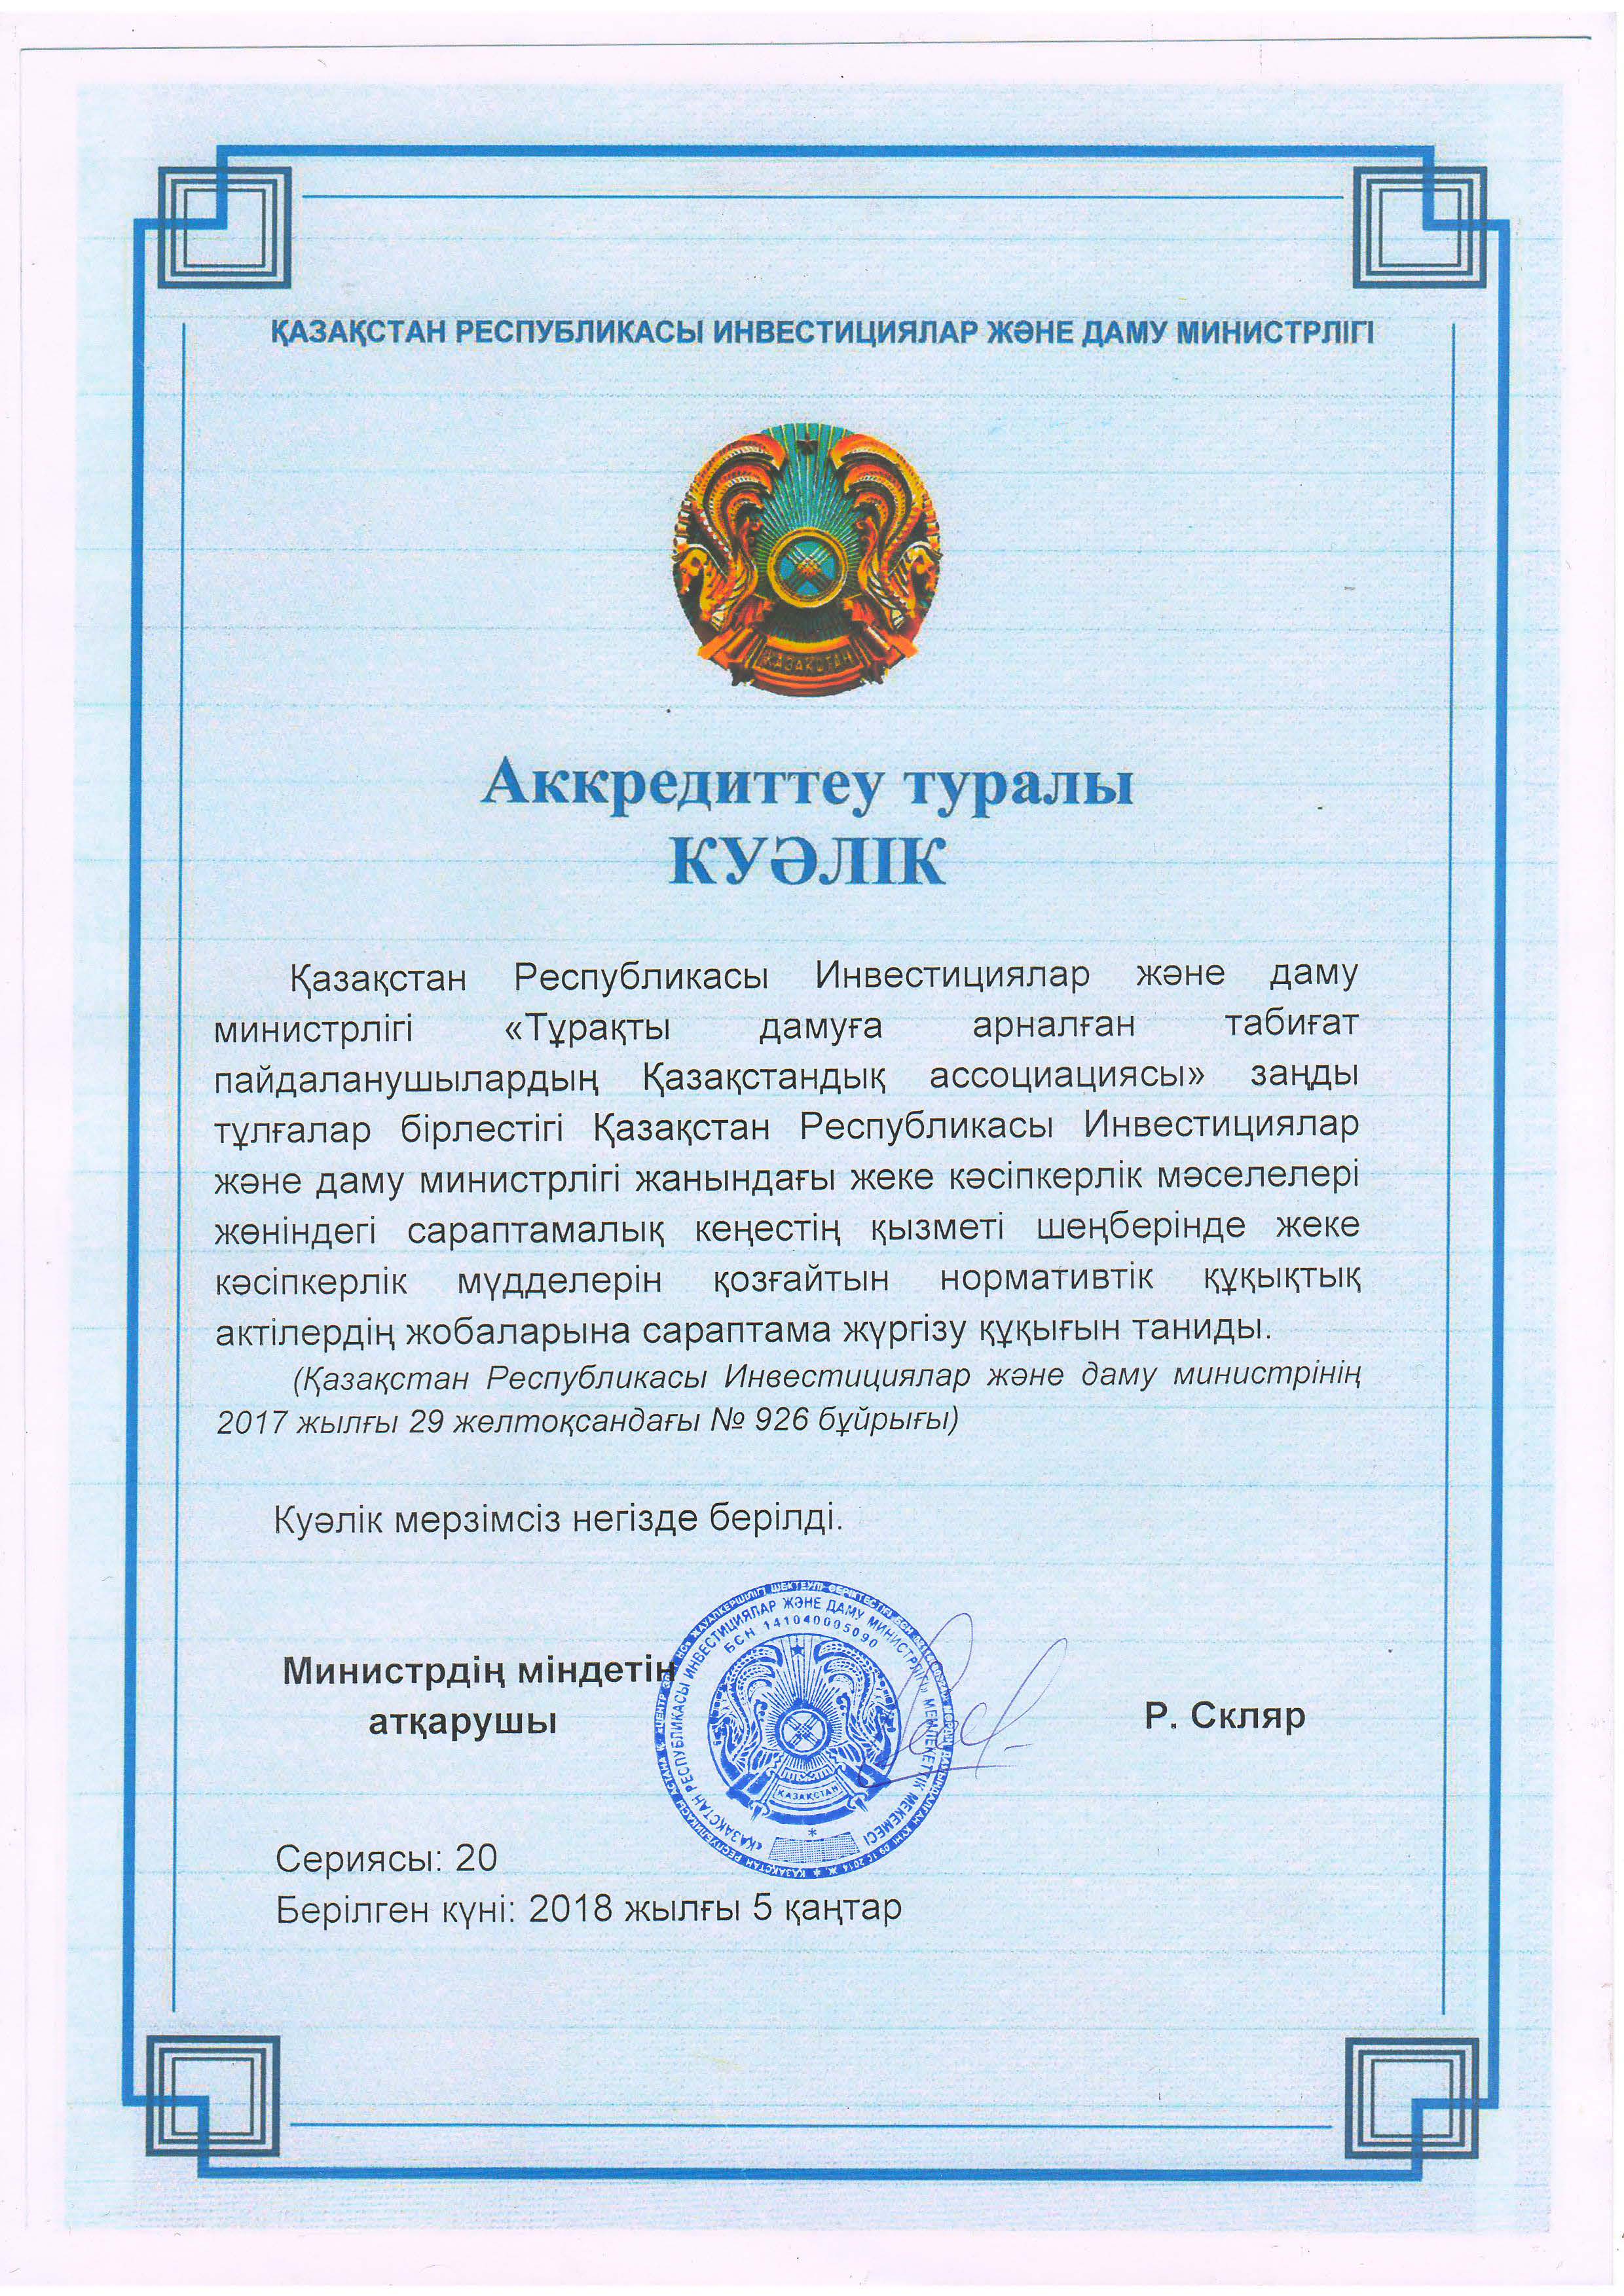 ҚАЗАҚСТАН РЕСПУБЛИКАСЫ ИНВЕСТИЦИЯЛАР ЖӘНЕ ДАМУ МИНИСТРЛІГІ
ҚАЗАҚСТАН
Аккредиттеу туралы
КУӘЛІК
Қазақстан Республикасы Инвестициялар және даму
министрлігі «Тұрақты дамуға арналған табиғат
пайдаланушылардың Қазақстандық ассоциациясы» заңды
тұлғалар бірлестігі Қазақстан Республикасы Инвестициялар
және даму министрлігі жанындағы жеке кәсіпкерлік мәселелері
жөніндегі сараптамалық кеңестің қызметі шеңберінде жеке
кәсіпкерлік мүдделерін қозғайтын нормативтік құқықтық
актілердің жобаларына сараптама жүргізу құқығын таниды.
(Қазақстан Республикасы Инвестициялар және даму министрінің
2017 жылғы 29 желтоқсандағы № 926 бұйрығы)
Куәлік мерзімсіз негізде берілді.
Министрдің міндетін
атқарушы
Р. Скляр
«ҚАЗАҚСТАН РЕСПУБЛИКАСЫ ИНВЕСТИЦИЯЛАР ЖӘНЕ ДАМУ МИНИСТРЛІГІ» МЕМЛЕКЕТТІК МЕКЕМЕСІ
БСН 141040005090
ҚАЗАҚСТАН
Сериясы: 20
Берілген күні: 2018 жылғы 5 қаңтар